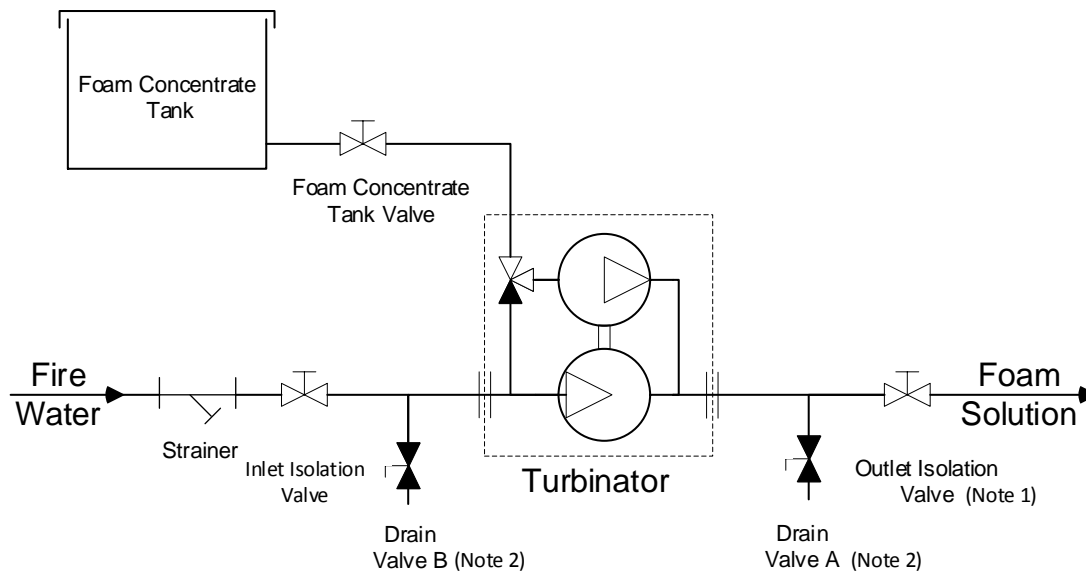 Foam Concentrate
Tank
Foam Concentrate
Tank Valve
Fire
Water
Strainer
Inlet Isolation
Valve
Drain
Valve B (Note 2)
Turbinator
Drain
Valve A (Note 2)
Outlet Isolation
Valve (Note 1)
Foam
Solution